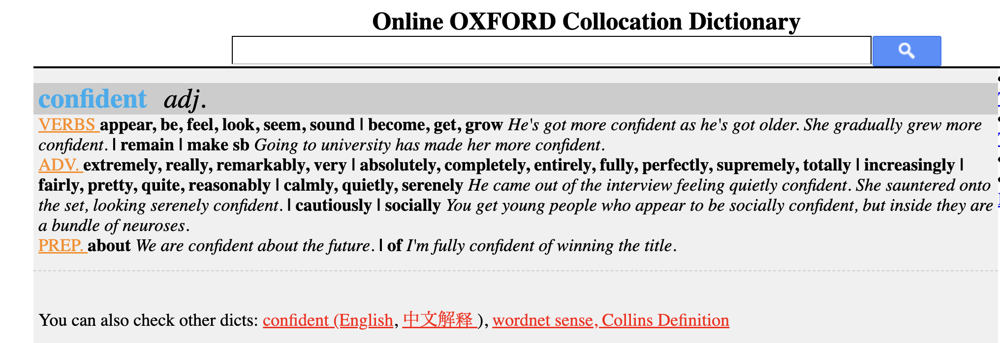 Online OXFORD Collocation Dictionary
confident adj.
VERBS appear, be, feel, look, seem, sound | become, get, grow He's got more confident as he's got older. She gradually grew more
confident. | remain | make sb Going to university has made her more confident.
ADV. extremely, really, remarkably, very | absolutely, completely, entirely, fully, perfectly, supremely, totally | increasingly |
fairly, pretty, quite, reasonably | calmly, quietly, serenely He came out of the interview feeling quietly confident. She sauntered onto
the set, looking serenely confident. | cautiously | socially You get young people who appear to be socially confident, but inside they are
a bundle of neuroses.
PREP. about We are confident about the future. | of I'm fully confident of winning the title.
You can also check other dicts: confident (English, 中文解释 ), wordnet sense, Collins Definition